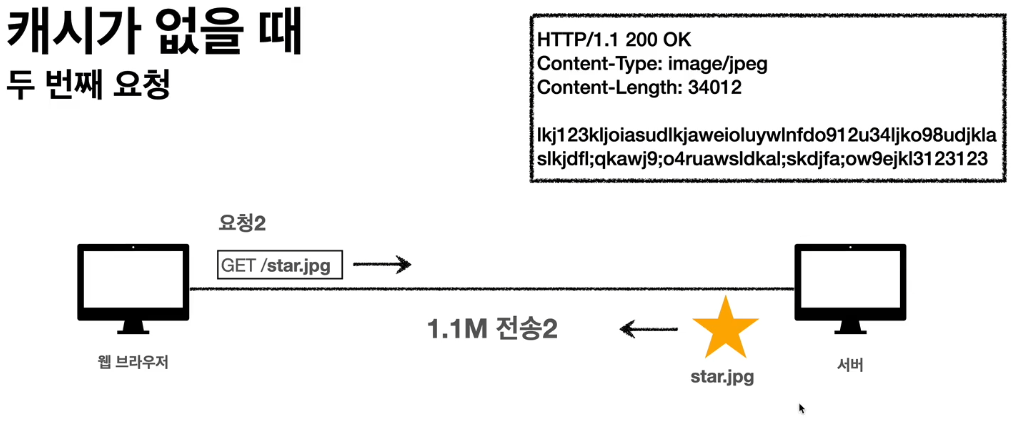 캐시가 없을 때
두 번째 요청
HTTP/1.1 200 OK
Content-Type: image/jpeg
Content-Length: 34012
lkj123kljoiasudlkjaweioluywlnfdo912u34ljko98udjkla
slkjdfl;qkawj9;o4ruawsldkal;skdjfa;ow9ejkl3123123
요청2
GET /star.jpg
1.1M 전송2
star.jpg
웹 브라우저
서버